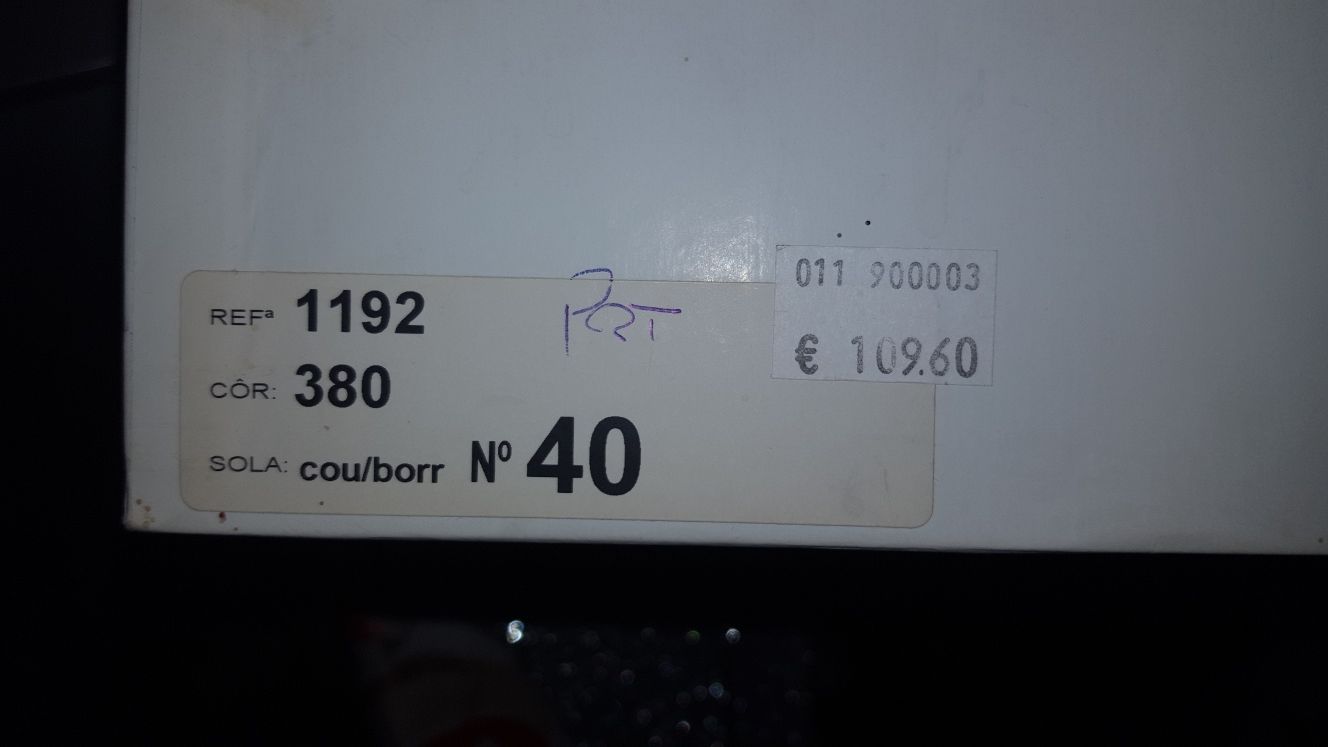 REFª 1192
CÔR: 380
SOLA: cou/borr Nº 40
011 900003
€ 109.60